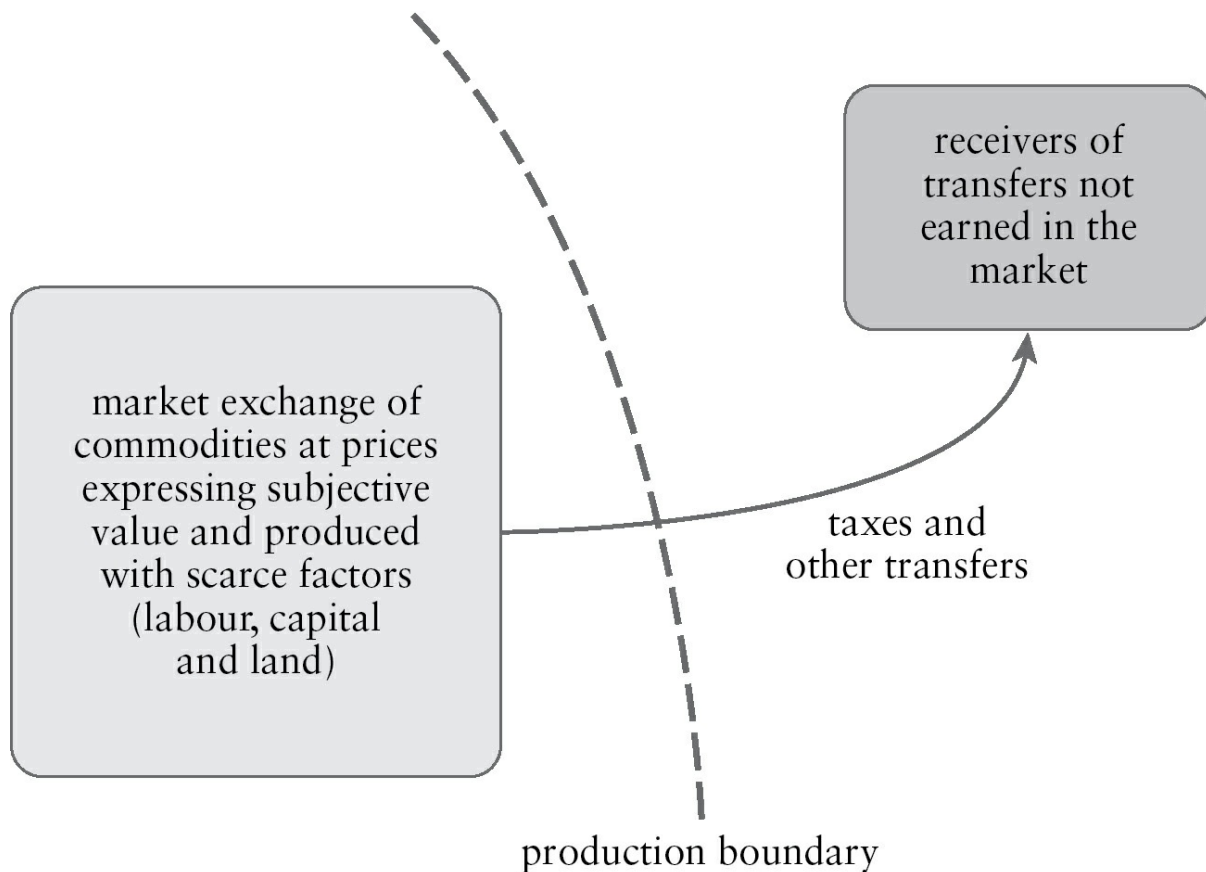 receivers of
transfers not
earned in the
market
market exchange of
commodities at prices
expressing subjective
value and produced
with scarce factors
(labour, capital
and land)
taxes and
other transfers
production boundary